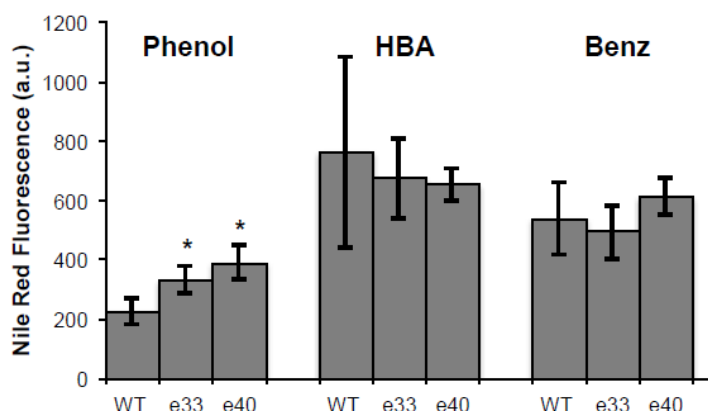 Nile Red Fluorescence (a.u.)
1200
1000
800
600
400
200
0
Phenol
HBA
Benz
*
*
WT e33 e40 WT e33 e40 WT e33 e40